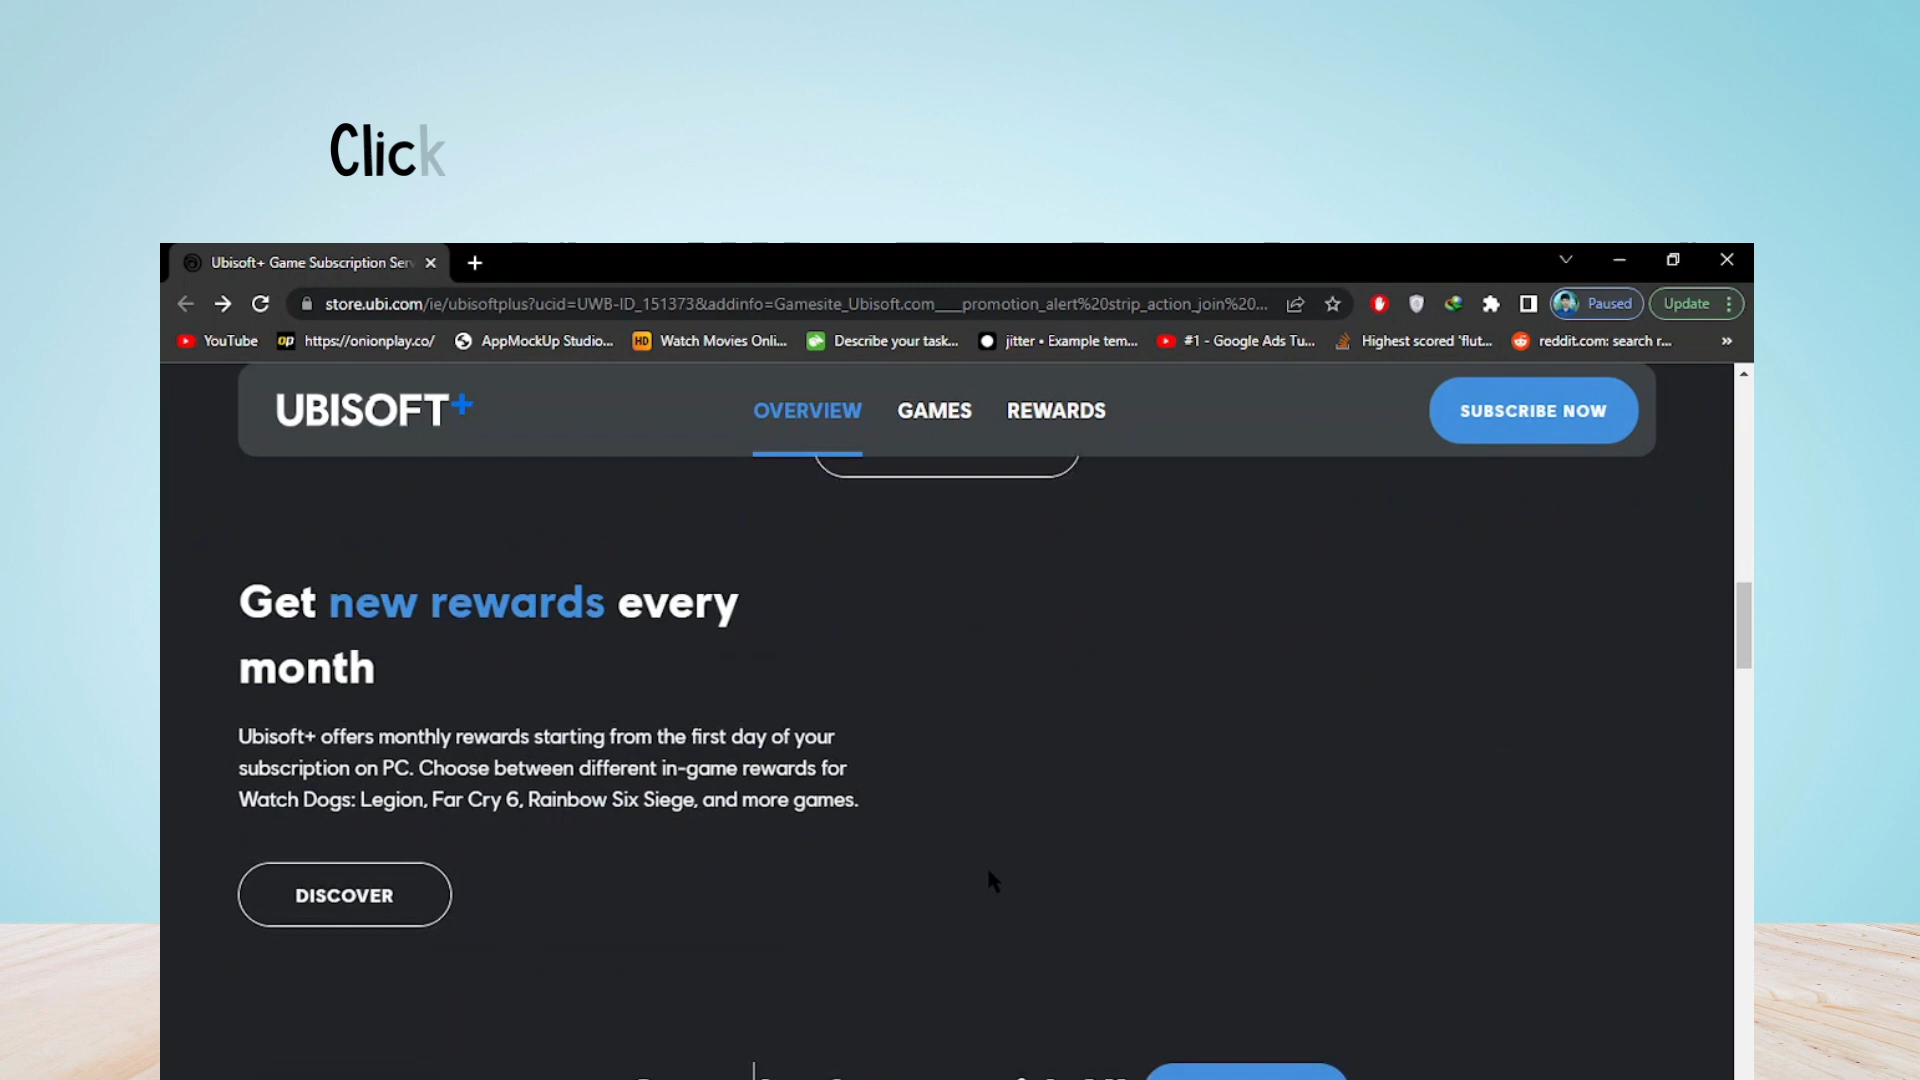 Click
Ubisoft+ Game Subscription Ser
store.ubi.com/ie/ubisoftplus?ucid=UWB-ID_151373&addinfo=Gamesite_Ubisoft.com___promotion_alert%20strip_action_join%20...
Paused
Update
YouTube
op https://onionplay.co/
AppMockUp Studio...
HD Watch Movies Onli...
Describe your task...
jitter • Example tem...
#1 - Google Ads Tu...
Highest scored 'flut...
reddit.com: search r...
»
UBISOFT+
OVERVIEW
GAMES
REWARDS
SUBSCRIBE NOW
Get new rewards every
month
Ubisoft+ offers monthly rewards starting from the first day of your
subscription on PC. Choose between different in-game rewards for
Watch Dogs: Legion, Far Cry 6, Rainbow Six Siege, and more games.
DISCOVER